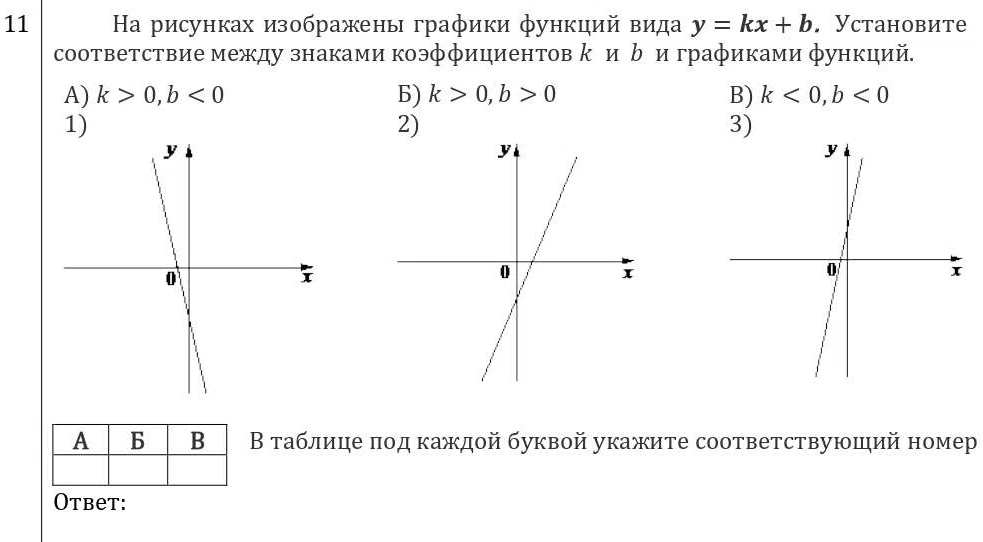 11 На рисунках изображены графики функций вида y = kx + b. Установите
соответствие между знаками коэффициентов k и b и графиками функций.
А) k > 0, b < 0 Б) k > 0, b > 0 В) k < 0, b < 0
1) 2) 3)
y y y
0 x 0 x 0 x
А Б В В таблице под каждой буквой укажите соответствующий номер
Ответ: